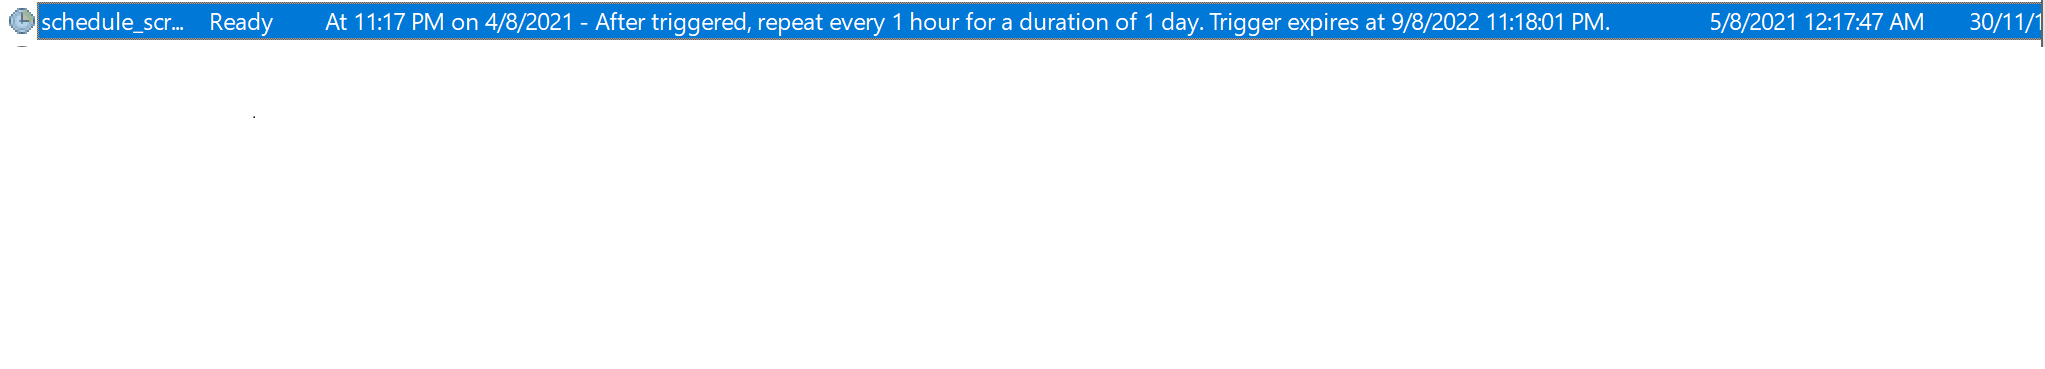 schedule_scr... Ready At 11:17 PM on 4/8/2021 - After triggered, repeat every 1 hour for a duration of 1 day. Trigger expires at 9/8/2022 11:18:01 PM. 5/8/2021 12:17:47 AM 30/11/1